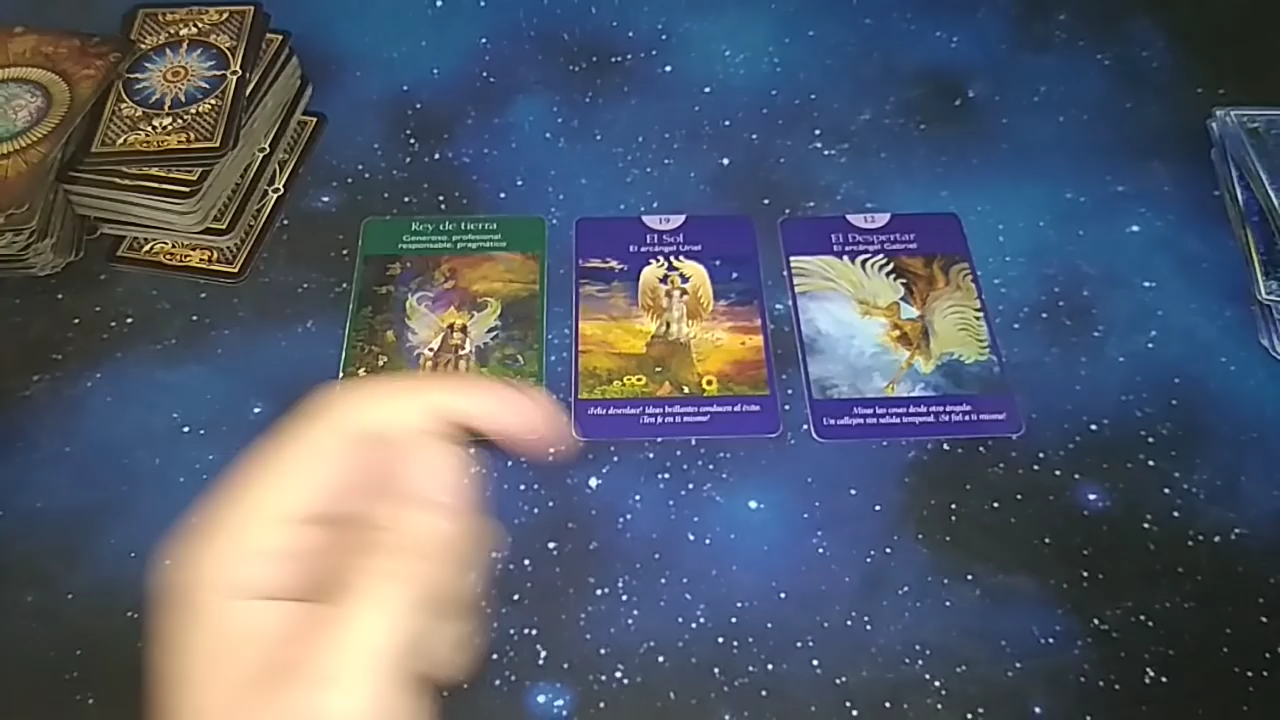 Rey de tierra
Generoso, profesional,
responsable, pragmático
19
El Sol
El arcángel Uriel
¡Feliz desenlace! Ideas brillantes conducen al éxito.
¡Ten fe en ti mismo!
12
El Despertar
El arcángel Gabriel
Mirar las cosas desde otro ángulo.
Un callejón sin salida temporal. ¡Sé fiel a ti mismo!